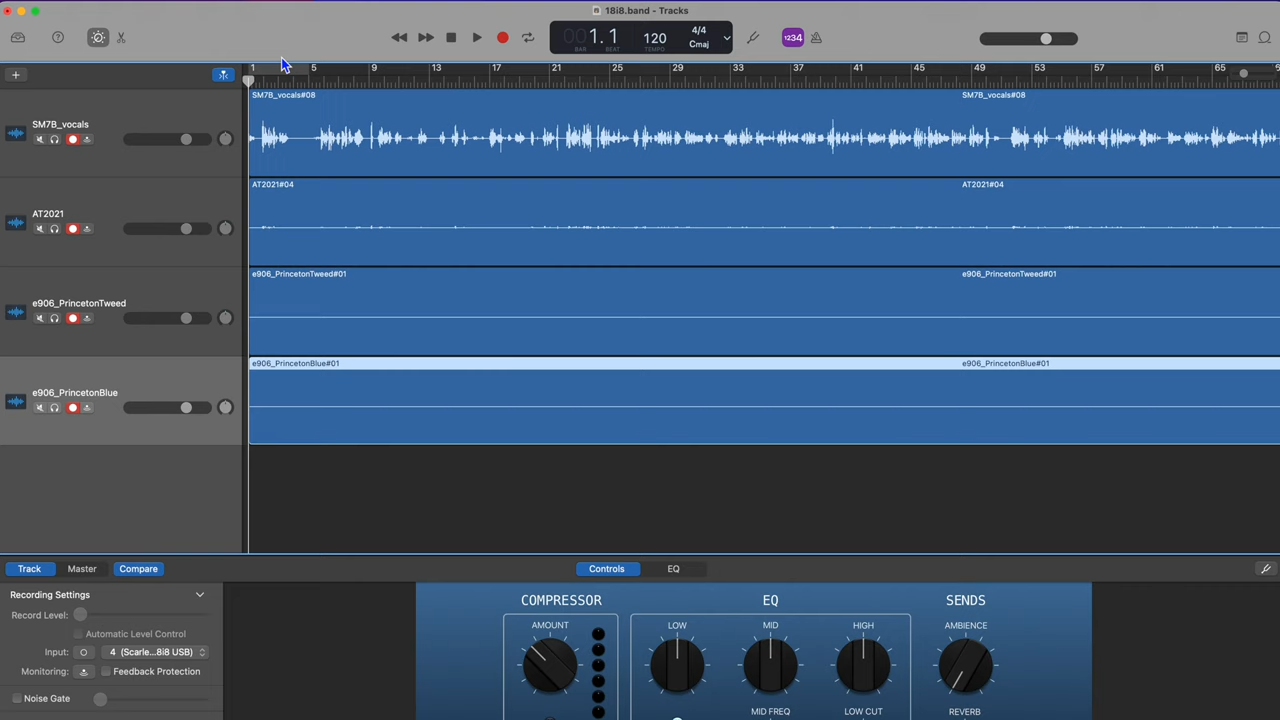 18i8.band - Tracks
001.1
BAR
BEAT
120
TEMPO
4/4
Cmaj
1234
1
5
9
13
17
21
25
29
33
37
41
45
49
53
57
61
65
SM7B_vocals
SM7B_vocals#08
SM7B_vocals#08
AT2021
AT2021#04
AT2021#04
e906_PrincetonTweed
e906_PrincetonTweed#01
e906_PrincetonTweed#01
e906_PrincetonBlue
e906_PrincetonBlue#01
e906_PrincetonBlue#01
Track
Master
Compare
Controls
EQ
Recording Settings
Record Level:
Automatic Level Control
Input:
4 (Scarle...8i8 USB)
Monitoring:
Feedback Protection
Noise Gate
COMPRESSOR
AMOUNT
EQ
LOW
MID
HIGH
MID FREQ
LOW CUT
SENDS
AMBIENCE
REVERB